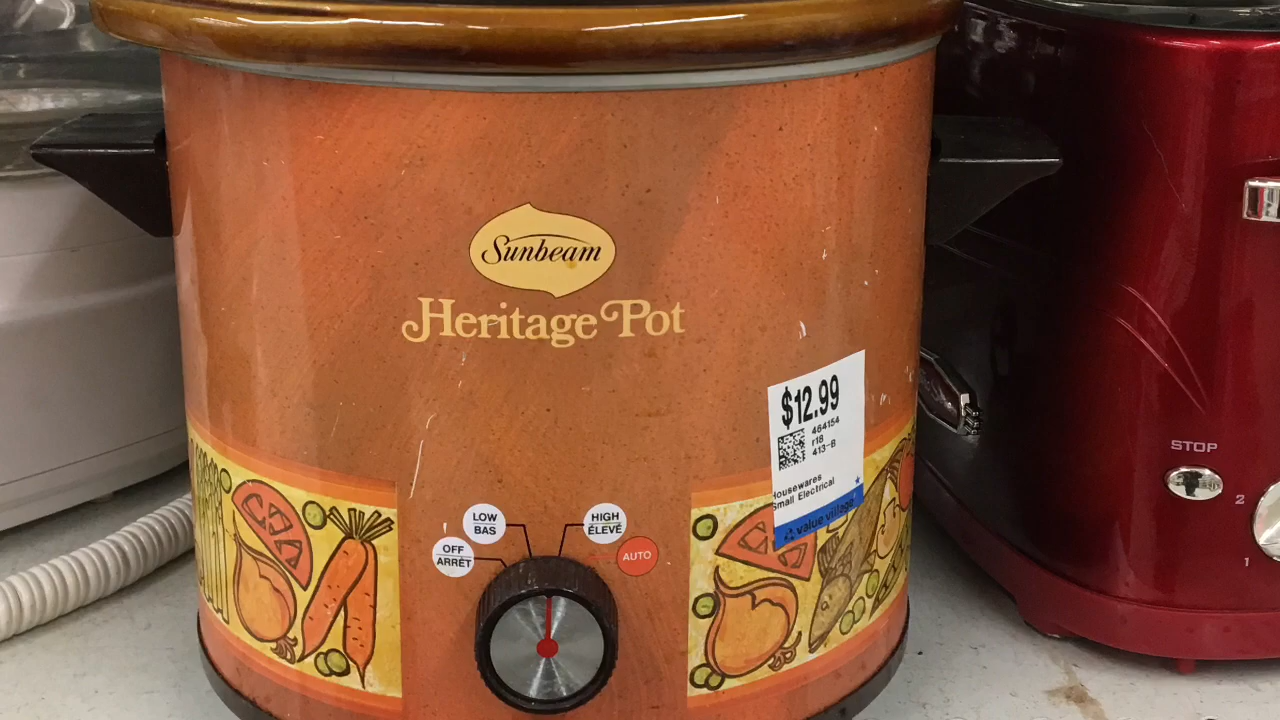 Sunbeam
Heritage Pot
$12.99
464154
r18
413-B
Housewares
Small Electrical
value village
LOW
BAS
HIGH
ÉLEVÉ
OFF
ARRÊT
AUTO
STOP
2
1